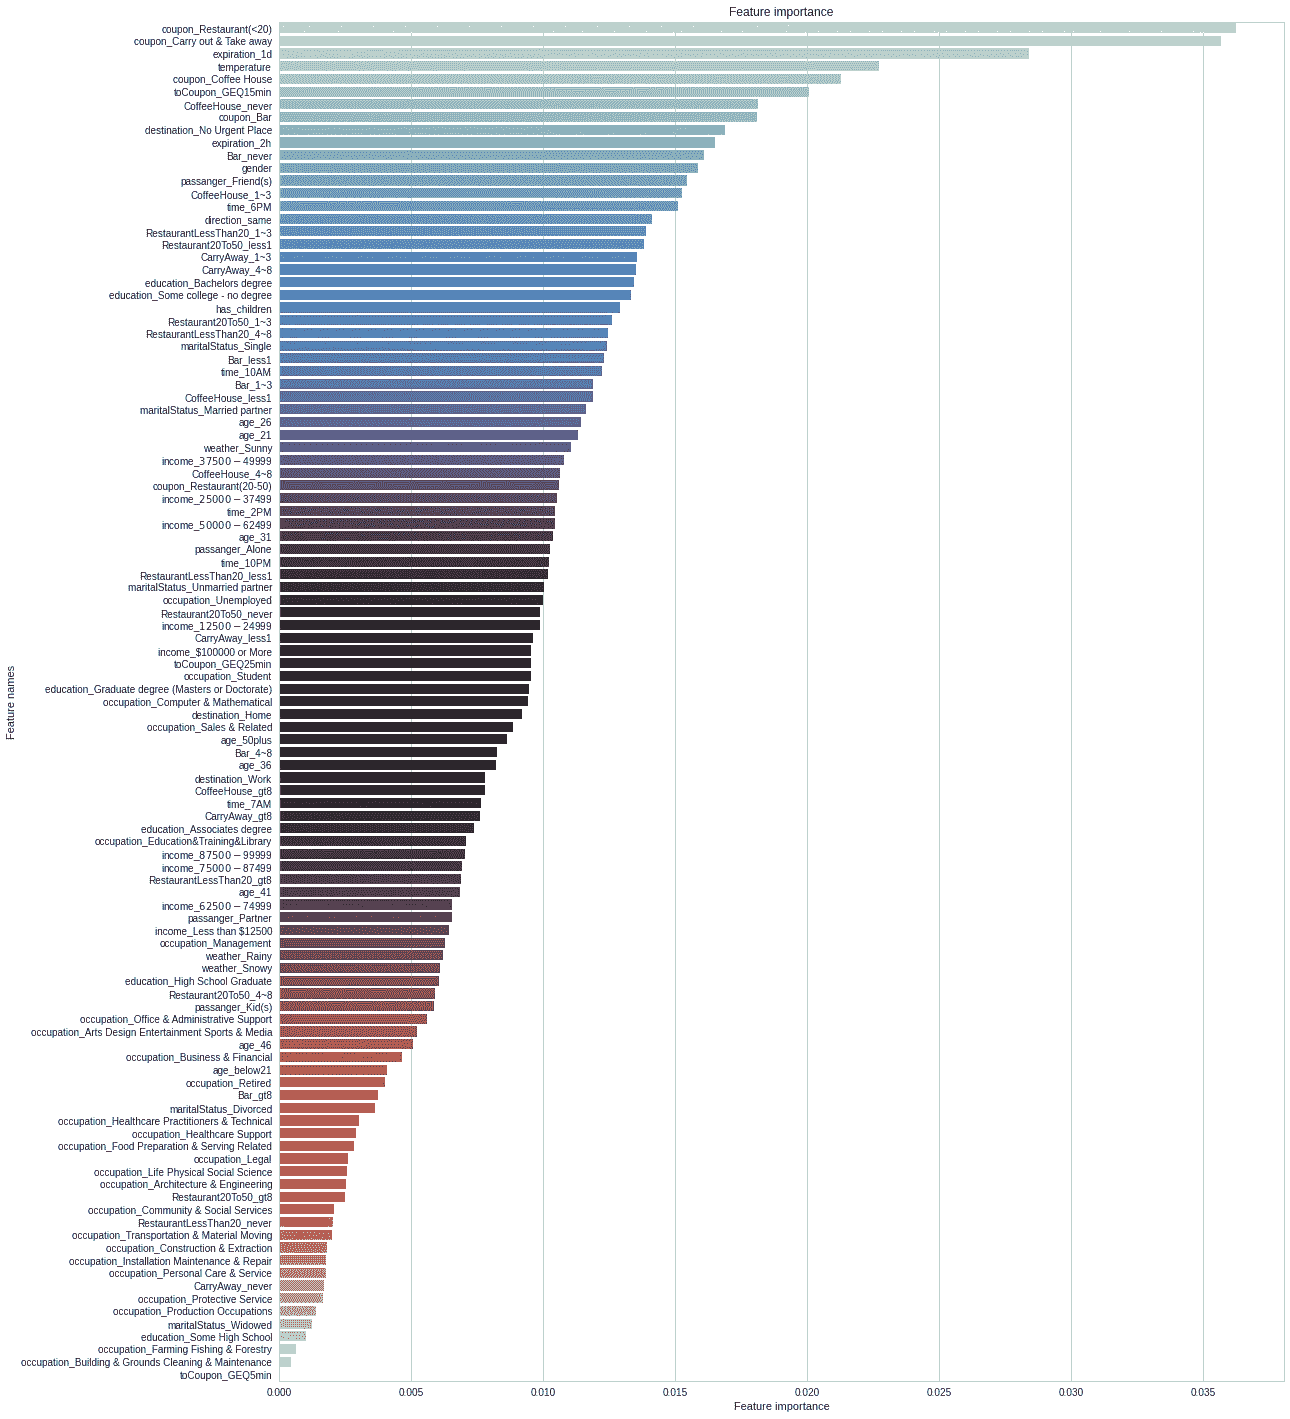 Feature importance
coupon_Restaurant(<20)
coupon_Carry out & Take away
expiration_1d
temperature
coupon_Coffee House
toCoupon_GEQ15min
CoffeeHouse_never
coupon_Bar
destination_No Urgent Place
expiration_2h
Bar_never
gender
passanger_Friend(s)
CoffeeHouse_1~3
time_6PM
direction_same
RestaurantLessThan20_1~3
Restaurant20To50_less1
CarryAway_1~3
CarryAway_4~8
education_Bachelors degree
education_Some college - no degree
has_children
Restaurant20To50_1~3
RestaurantLessThan20_4~8
maritalStatus_Single
Bar_less1
time_10AM
Bar_1~3
CoffeeHouse_less1
maritalStatus_Married partner
age_26
age_21
weather_Sunny
income_37500 − 49999
CoffeeHouse_4~8
coupon_Restaurant(20-50)
income_25000 − 37499
time_2PM
income_50000 − 62499
age_31
passanger_Alone
time_10PM
RestaurantLessThan20_less1
maritalStatus_Unmarried partner
occupation_Unemployed
Restaurant20To50_never
income_12500 − 24999
CarryAway_less1
income_$100000 or More
toCoupon_GEQ25min
occupation_Student
education_Graduate degree (Masters or Doctorate)
occupation_Computer & Mathematical
destination_Home
occupation_Sales & Related
age_50plus
Bar_4~8
age_36
destination_Work
CoffeeHouse_gt8
time_7AM
CarryAway_gt8
education_Associates degree
occupation_Education&Training&Library
income_87500 − 99999
income_75000 − 87499
RestaurantLessThan20_gt8
age_41
income_62500 − 74999
passanger_Partner
income_Less than $12500
occupation_Management
weather_Rainy
weather_Snowy
education_High School Graduate
Restaurant20To50_4~8
passanger_Kid(s)
occupation_Office & Administrative Support
occupation_Arts Design Entertainment Sports & Media
age_46
occupation_Business & Financial
age_below21
occupation_Retired
Bar_gt8
maritalStatus_Divorced
occupation_Healthcare Practitioners & Technical
occupation_Healthcare Support
occupation_Food Preparation & Serving Related
occupation_Legal
occupation_Life Physical Social Science
occupation_Architecture & Engineering
Restaurant20To50_gt8
occupation_Community & Social Services
RestaurantLessThan20_never
occupation_Transportation & Material Moving
occupation_Construction & Extraction
occupation_Installation Maintenance & Repair
occupation_Personal Care & Service
CarryAway_never
occupation_Protective Service
occupation_Production Occupations
maritalStatus_Widowed
education_Some High School
occupation_Farming Fishing & Forestry
occupation_Building & Grounds Cleaning & Maintenance
toCoupon_GEQ5min
Feature names
0.000 0.005 0.010 0.015 0.020 0.025 0.030 0.035
Feature importance